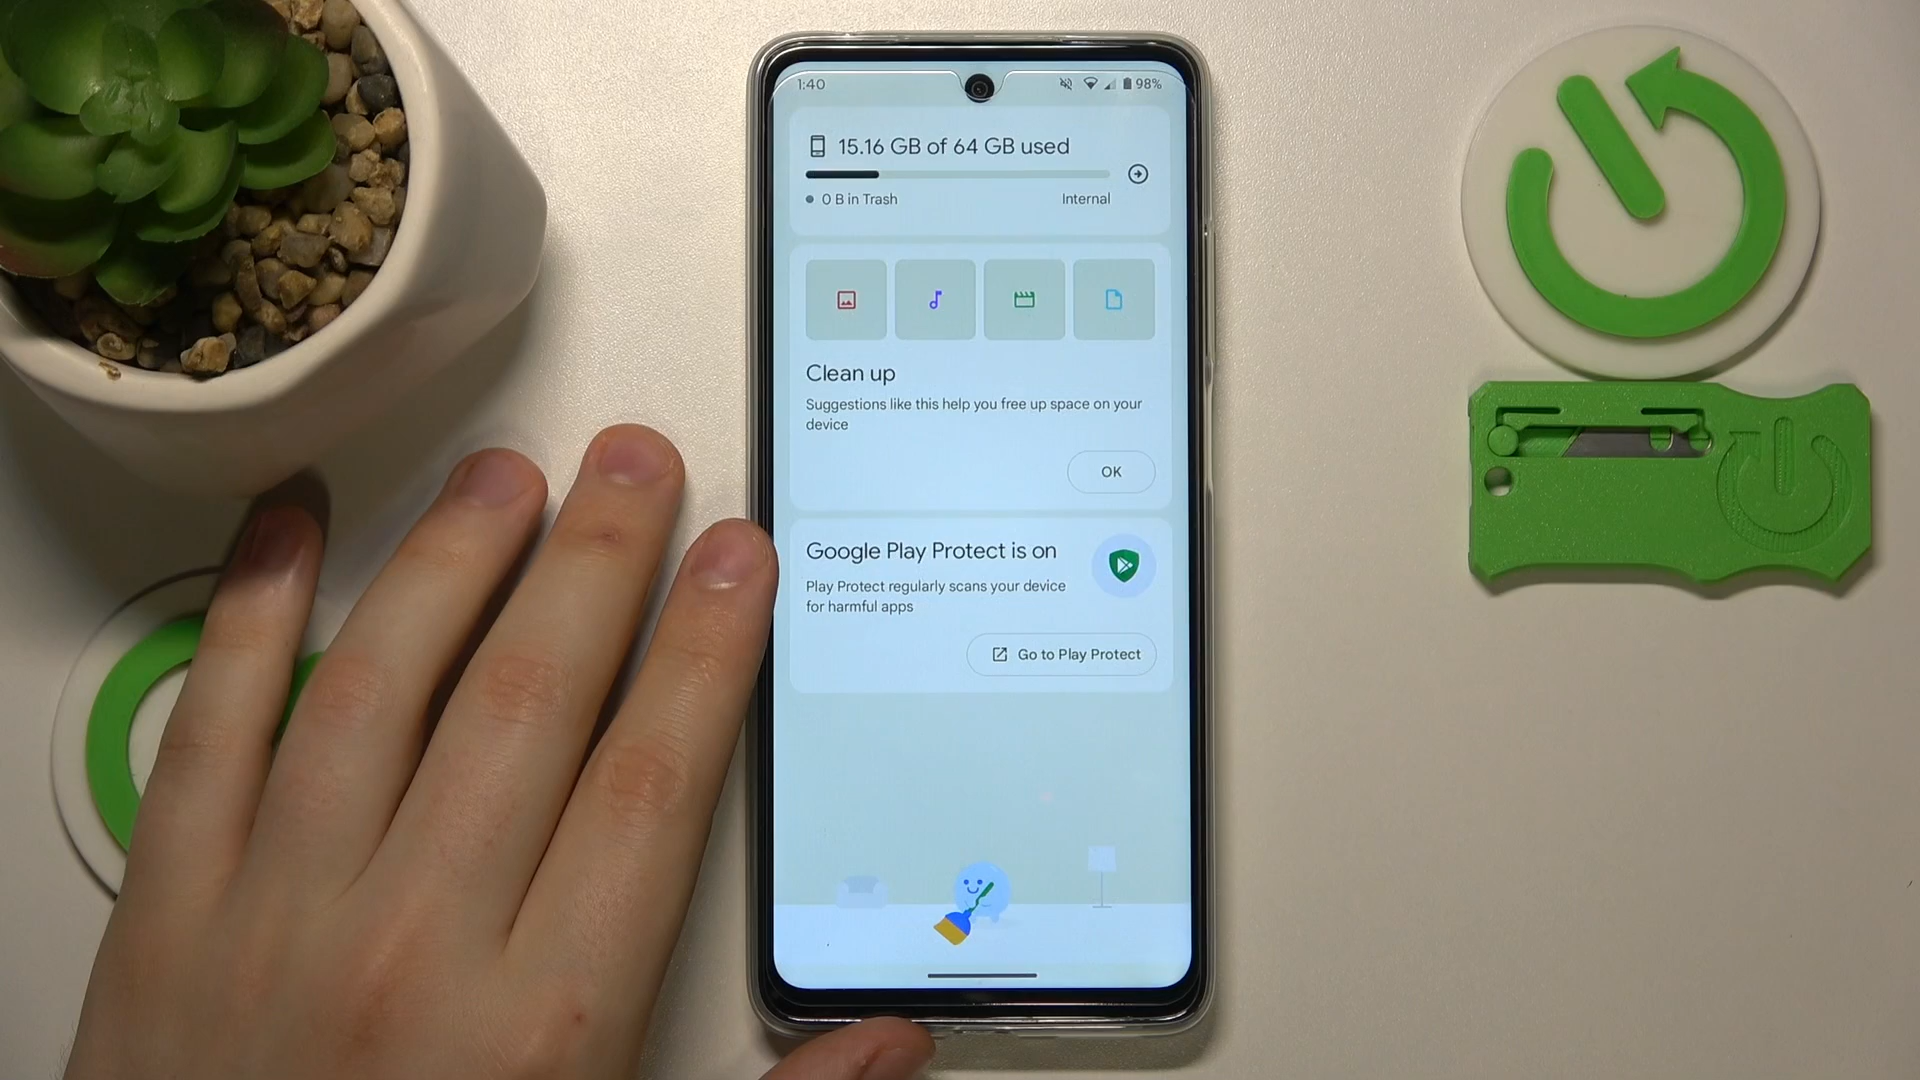 1:40
98%
15.16 GB of 64 GB used
0 B in Trash
Internal
Clean up
Suggestions like this help you free up space on your
device
OK
Google Play Protect is on
Play Protect regularly scans your device
for harmful apps
Go to Play Protect